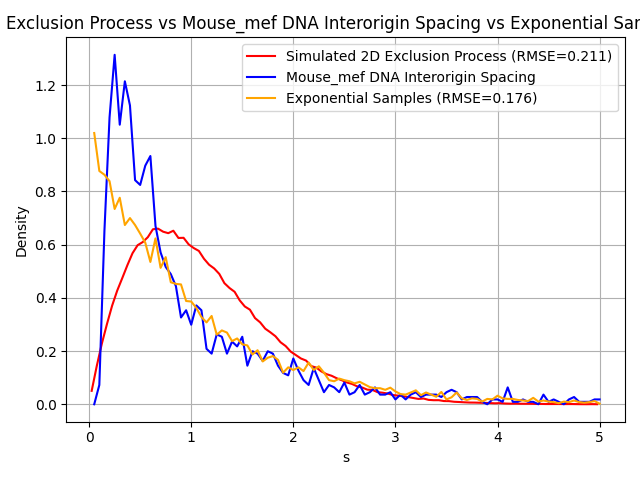 Exclusion Process vs Mouse_mef DNA Interorigin Spacing vs Exponential
Simulated 2D Exclusion Process (RMSE=0.211)
Mouse_mef DNA Interorigin Spacing
Exponential Samples (RMSE=0.176)
Density
1.2
1.0
0.8
0.6
0.4
0.2
0.0
0 1 2 3 4 5
s